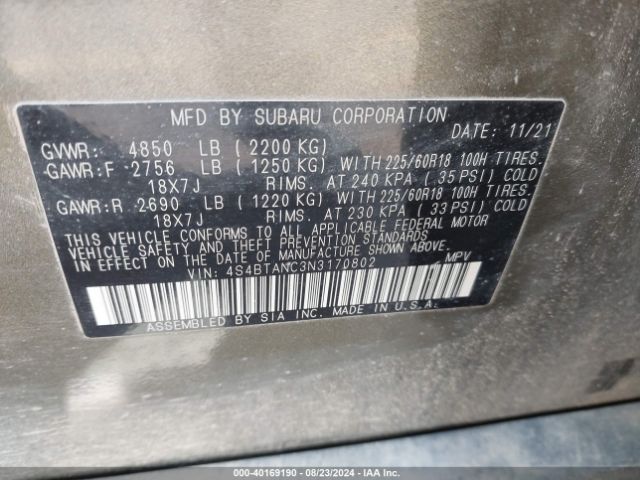 MFD BY SUBARU CORPORATION
DATE: 11/21
GVWR: 4850 LB ( 2200 KG)
GAWR:F 2756 LB ( 1250 KG) WITH 225/60R18 100H TIRES.
18X7J RIMS. AT 240 KPA ( 35 PSI) COLD
GAWR:R 2690 LB ( 1220 KG) WITH 225/60R18 100H TIRES.
18X7J RIMS. AT 230 KPA ( 33 PSI) COLD
THIS VEHICLE CONFORMS TO ALL APPLICABLE FEDERAL MOTOR
VEHICLE SAFETY AND THEFT PREVENTION STANDARDS
IN EFFECT ON THE DATE OF MANUFACTURE SHOWN ABOVE.
VIN: 4S4BTANC3N3170802
MPV
ASSEMBLED BY SIA INC. MADE IN U.S.A.
000-40169190 - 08/23/2024 - IAA Inc.